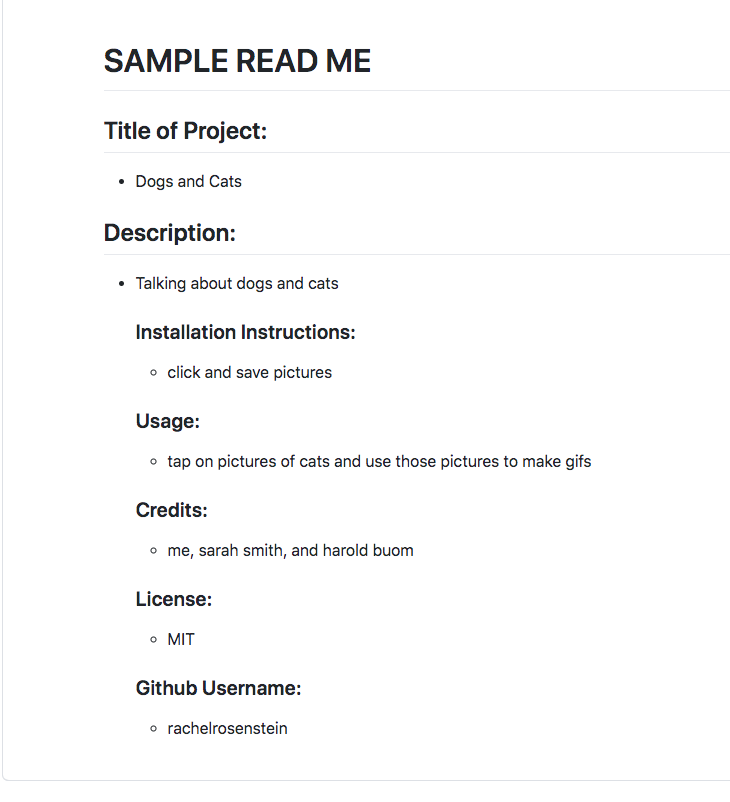 SAMPLE READ ME
Title of Project:
Dogs and Cats
Description:
Talking about dogs and cats
Installation Instructions:
click and save pictures
Usage:
tap on pictures of cats and use those pictures to make gifs
Credits:
me, sarah smith, and harold buom
License:
MIT
Github Username:
rachelrosenstein